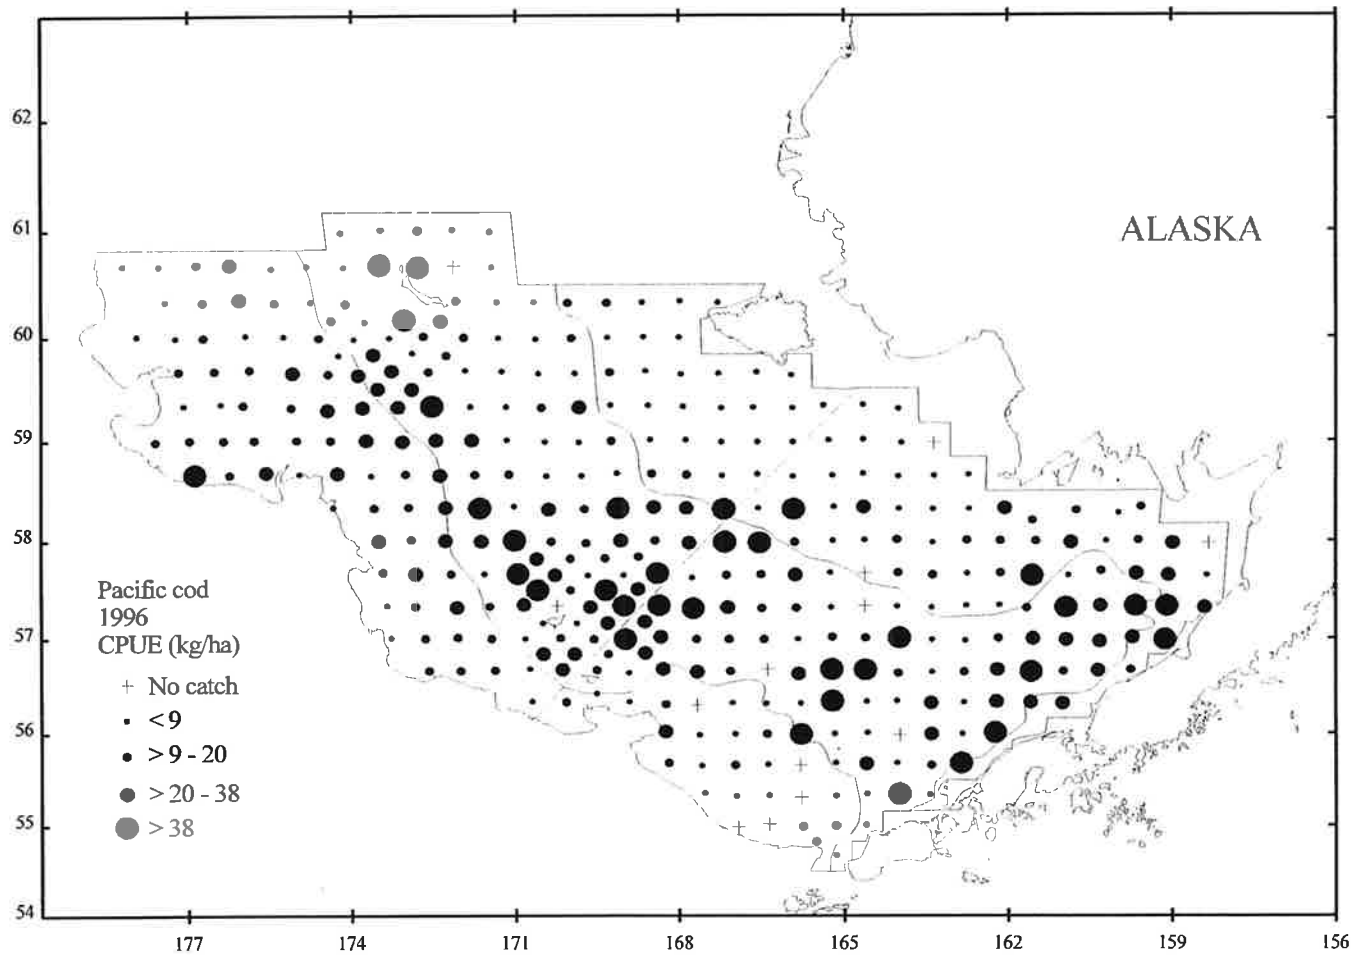 62
61
60
59
58
57
56
55
54
ALASKA
Pacific cod
1996
CPUE (kg/ha)
+ No catch
< 9
> 9 - 20
> 20 - 38
> 38
177 174 171 168 165 162 159 156